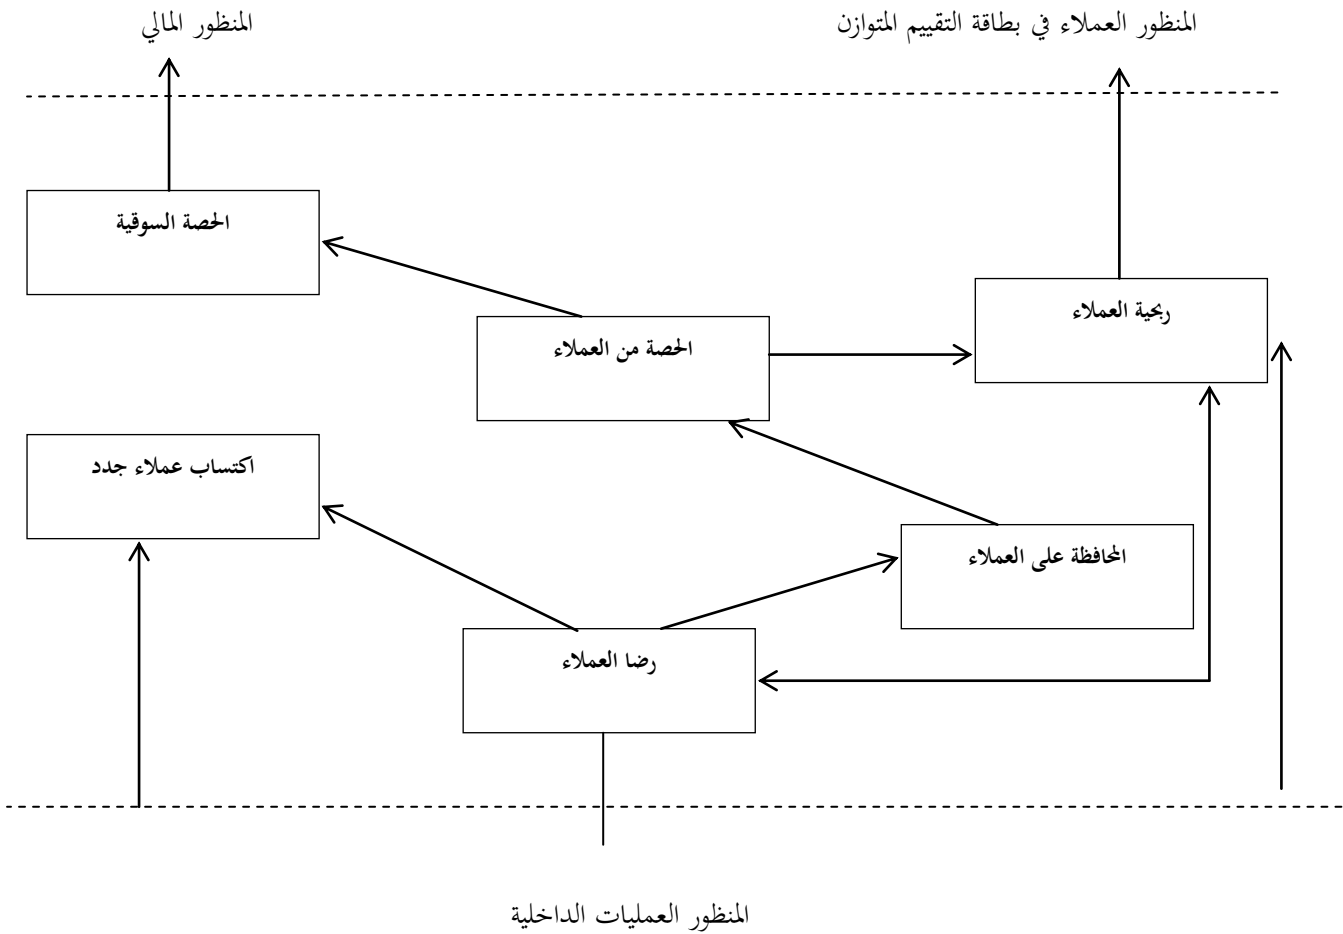 المنظور العملاء في بطاقة التقييم المتوازن
المنظور المالي
الحصة السوقية
ربحية العملاء
الحصة من العملاء
اكتساب عملاء جدد
المحافظة على العملاء
رضا العملاء
المنظور العمليات الداخلية